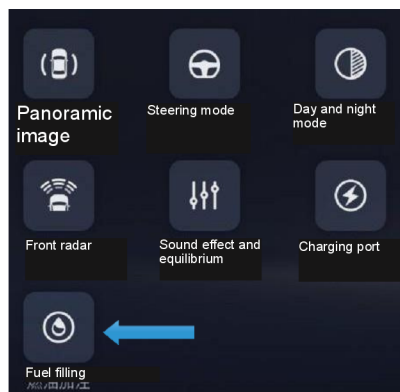 Panoramic
image
Steering mode
Day and night
mode
Front radar
Sound effect and
equilibrium
Charging port
Fuel filling